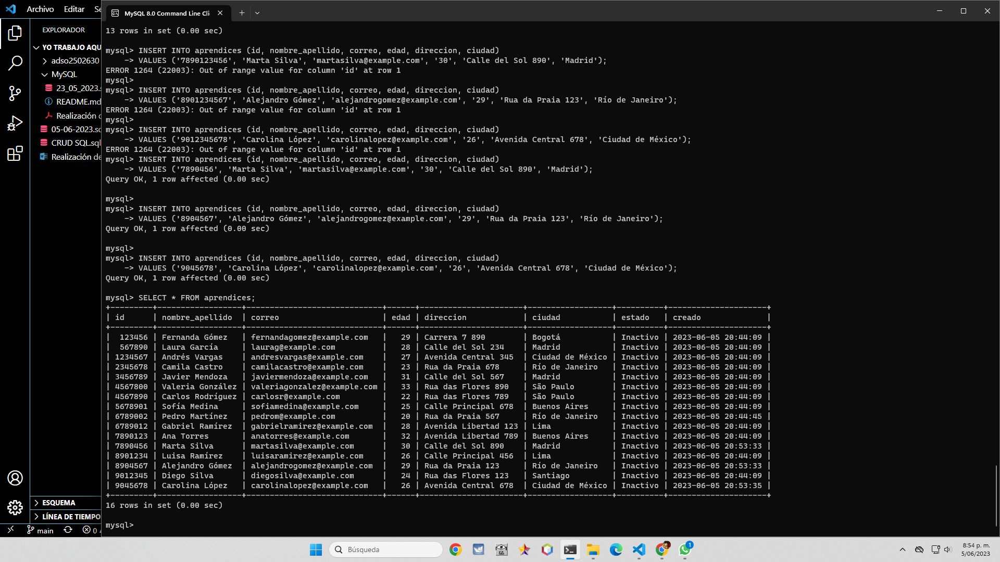 Archivo Editar Se
MySQL 8.0 Command Line Cli
EXPLORADOR
YO TRABAJO AQU
adso2502630
MySQL
23_05_2023.s
README.md
Realización d
05-06-2023.sq
CRUD SQL.sql
Realización de
ESQUEMA
LÍNEA DE TIEMPO
main
0
13 rows in set (0.00 sec)
mysql> INSERT INTO aprendices (id, nombre_apellido, correo, edad, direccion, ciudad)
-> VALUES ('7890123456', 'Marta Silva', 'martasilva@example.com', '30', 'Calle del Sol 890', 'Madrid');
ERROR 1264 (22003): Out of range value for column 'id' at row 1
mysql>
mysql> INSERT INTO aprendices (id, nombre_apellido, correo, edad, direccion, ciudad)
-> VALUES ('8901234567', 'Alejandro Gómez', 'alejandrogomez@example.com', '29', 'Rua da Praia 123', 'Río de Janeiro');
ERROR 1264 (22003): Out of range value for column 'id' at row 1
mysql>
mysql> INSERT INTO aprendices (id, nombre_apellido, correo, edad, direccion, ciudad)
-> VALUES ('9012345678', 'Carolina López', 'carolinalopez@example.com', '26', 'Avenida Central 678', 'Ciudad de México');
ERROR 1264 (22003): Out of range value for column 'id' at row 1
mysql> INSERT INTO aprendices (id, nombre_apellido, correo, edad, direccion, ciudad)
-> VALUES ('7890456', 'Marta Silva', 'martasilva@example.com', '30', 'Calle del Sol 890', 'Madrid');
Query OK, 1 row affected (0.00 sec)
mysql>
mysql> INSERT INTO aprendices (id, nombre_apellido, correo, edad, direccion, ciudad)
-> VALUES ('8904567', 'Alejandro Gómez', 'alejandrogomez@example.com', '29', 'Rua da Praia 123', 'Río de Janeiro');
Query OK, 1 row affected (0.00 sec)
mysql>
mysql> INSERT INTO aprendices (id, nombre_apellido, correo, edad, direccion, ciudad)
-> VALUES ('9045678', 'Carolina López', 'carolinalopez@example.com', '26', 'Avenida Central 678', 'Ciudad de México');
Query OK, 1 row affected (0.00 sec)
mysql> SELECT * FROM aprendices;
| id | nombre_apellido | correo | edad | direccion | ciudad | estado | creado |
| 123456 | Fernanda Gómez | fernandagomez@example.com | 29 | Carrera 7 890 | Bogotá | Inactivo | 2023-06-05 20:44:09 |
| 567890 | Laura García | laurag@example.com | 28 | Calle del Sol 234 | Madrid | Inactivo | 2023-06-05 20:44:09 |
| 1234567 | Andrés Vargas | andresvargas@example.com | 27 | Avenida Central 345 | Ciudad de México | Inactivo | 2023-06-05 20:44:09 |
| 2345678 | Camila Castro | camilacastro@example.com | 23 | Rua da Praia 678 | Río de Janeiro | Inactivo | 2023-06-05 20:44:09 |
| 3456789 | Javier Mendoza | javiermendoza@example.com | 31 | Calle del Sol 567 | Madrid | Inactivo | 2023-06-05 20:44:09 |
| 4567800 | Valeria González | valeriagonzalez@example.com | 33 | Rua das Flores 890 | São Paulo | Inactivo | 2023-06-05 20:44:09 |
| 4567890 | Carlos Rodríguez | carlosr@example.com | 22 | Rua das Flores 789 | São Paulo | Inactivo | 2023-06-05 20:44:09 |
| 5678901 | Sofía Medina | sofiamedina@example.com | 25 | Calle Principal 678 | Buenos Aires | Inactivo | 2023-06-05 20:44:09 |
| 6789002 | Pedro Martínez | pedrom@example.com | 20 | Rua da Praia 567 | Río de Janeiro | Inactivo | 2023-06-05 20:44:45 |
| 6789012 | Gabriel Ramírez | gabrielramirez@example.com | 28 | Avenida Libertad 123 | Lima | Inactivo | 2023-06-05 20:44:09 |
| 7890123 | Ana Torres | anatorres@example.com | 32 | Avenida Libertad 789 | Buenos Aires | Inactivo | 2023-06-05 20:44:09 |
| 7890456 | Marta Silva | martasilva@example.com | 30 | Calle del Sol 890 | Madrid | Inactivo | 2023-06-05 20:53:33 |
| 8901234 | Luisa Ramírez | luisaramirez@example.com | 26 | Calle Principal 456 | Lima | Inactivo | 2023-06-05 20:44:09 |
| 8904567 | Alejandro Gómez | alejandrogomez@example.com | 29 | Rua da Praia 123 | Río de Janeiro | Inactivo | 2023-06-05 20:53:33 |
| 9012345 | Diego Silva | diegosilva@example.com | 24 | Rua das Flores 123 | Santiago | Inactivo | 2023-06-05 20:44:09 |
| 9045678 | Carolina López | carolinalopez@example.com | 26 | Avenida Central 678 | Ciudad de México | Inactivo | 2023-06-05 20:53:35 |
16 rows in set (0.00 sec)
mysql>
Búsqueda
1
8:54 p. m.
5/06/2023